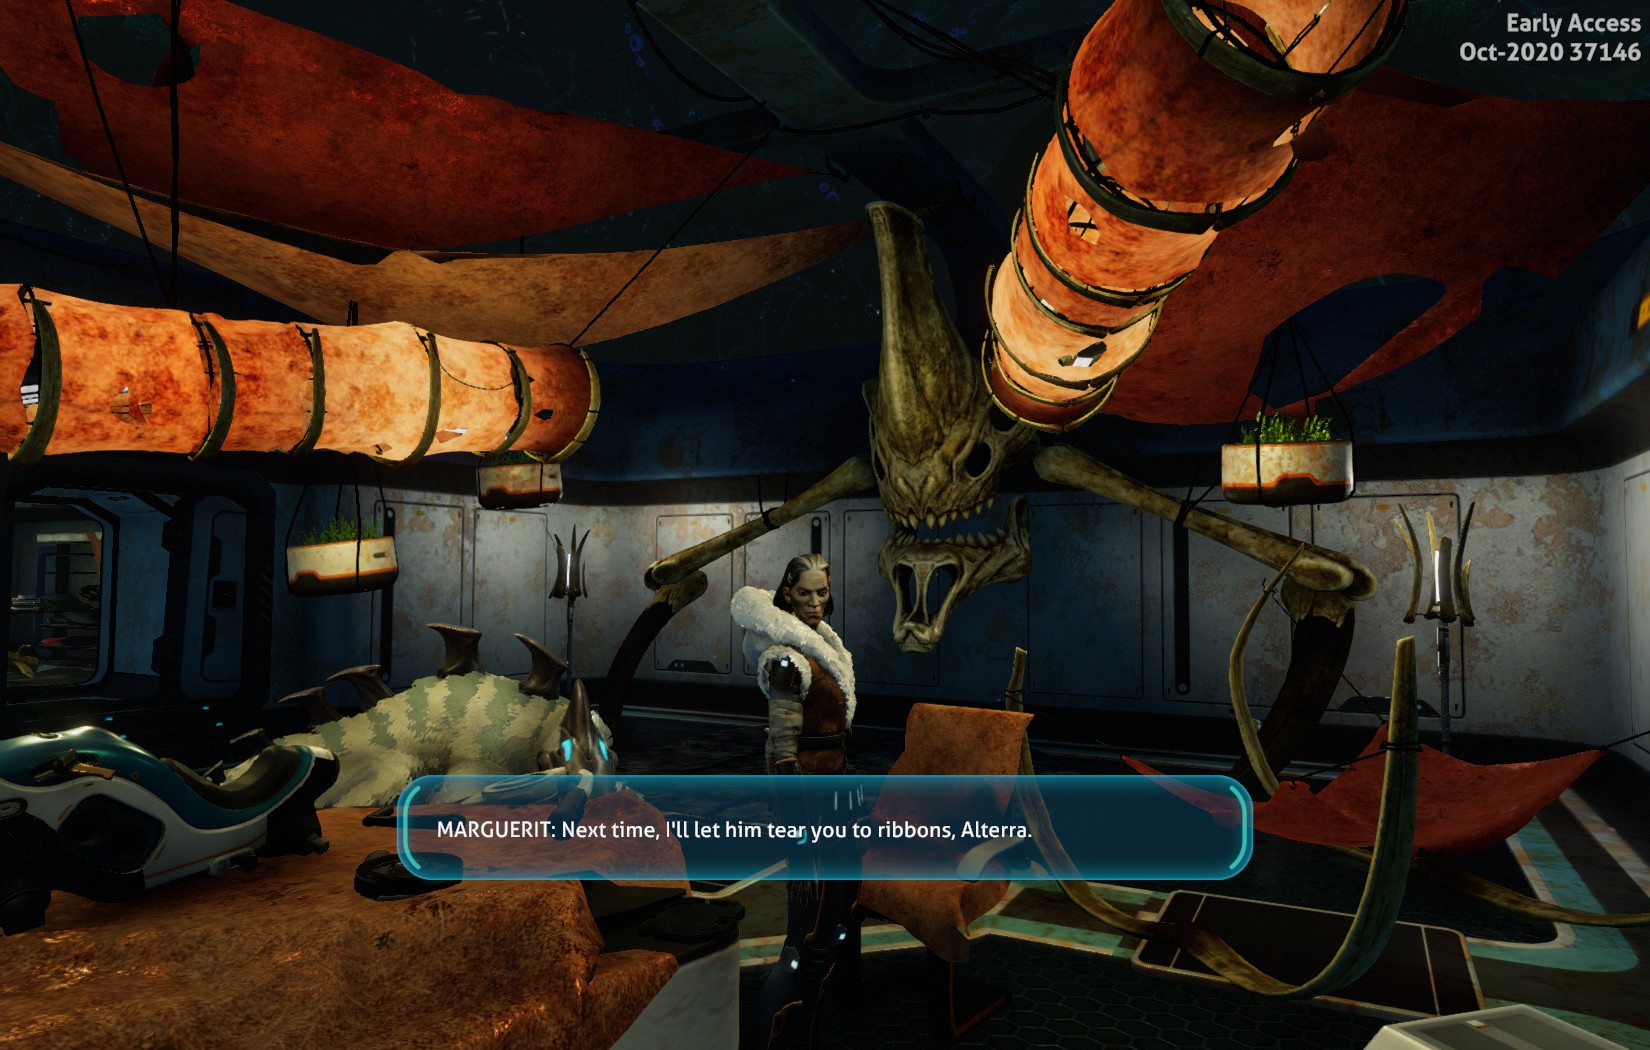 Early Access
Oct-2020 37146
MARGUERIT: Next time, I'll let him tear you to ribbons, Alterra.